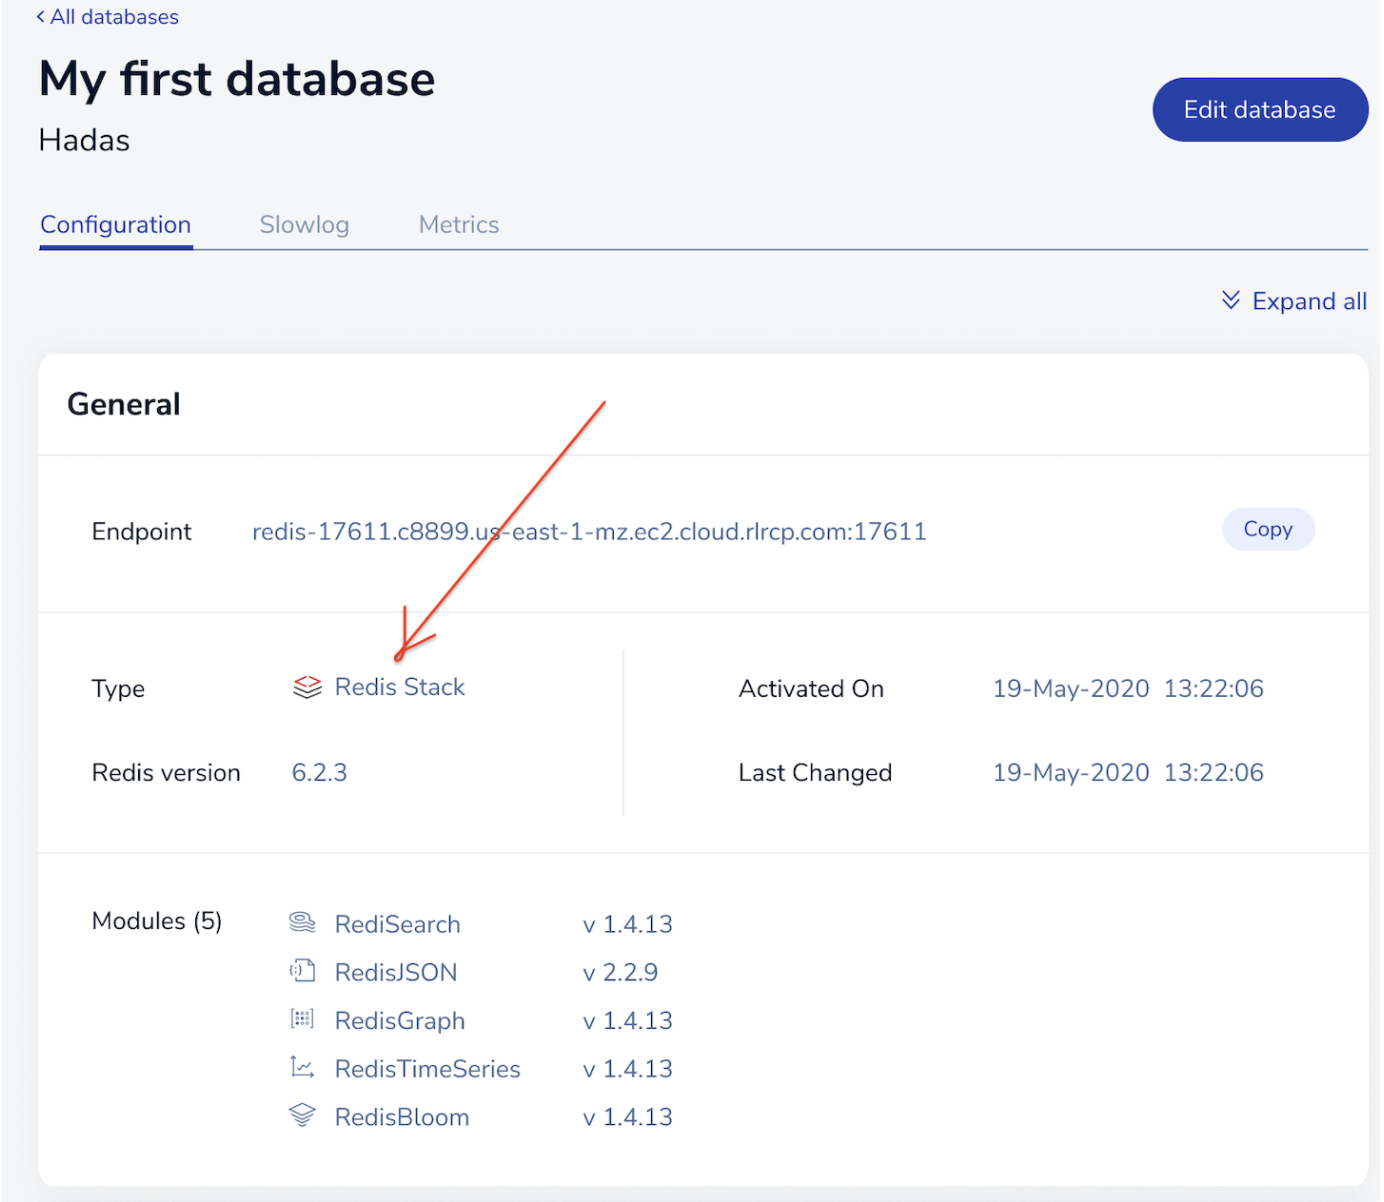 All databases
My first database
Edit database
Hadas
Configuration Slowlog Metrics
Expand all
General
Endpoint redis-17611.c8899.us-east-1-mz.ec2.cloud.rlrcp.com:17611 Copy
Type Redis Stack Activated On 19-May-2020 13:22:06
Redis version 6.2.3 Last Changed 19-May-2020 13:22:06
Modules (5) RediSearch v 1.4.13
RedisJSON v 2.2.9
RedisGraph v 1.4.13
RedisTimeSeries v 1.4.13
RedisBloom v 1.4.13